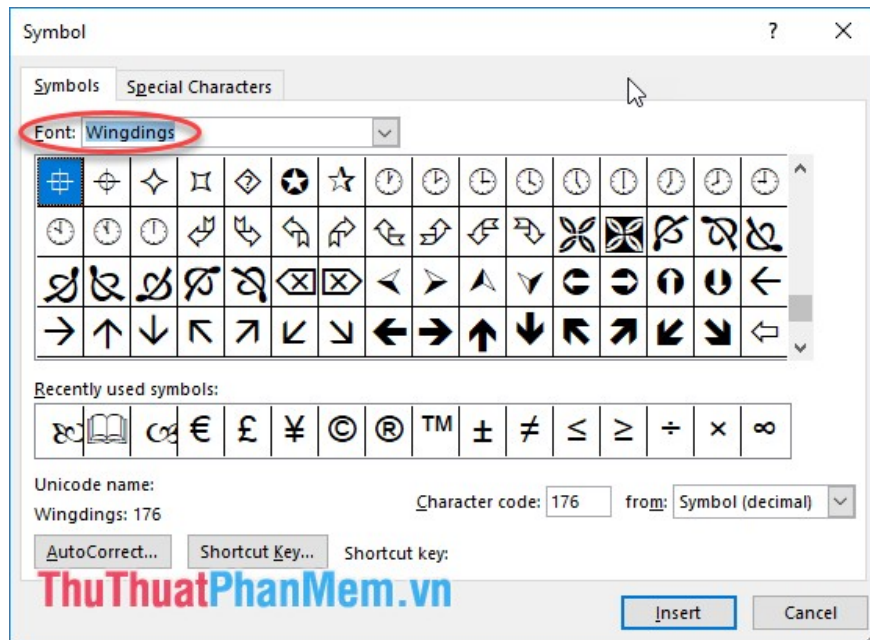 Symbol
Symbols Special Characters
Font: Wingdings
Recently used symbols:
€ £ ¥ © ® ™ ± ≠ ≤ ≥ ÷ × ∞
Unicode name:
Wingdings: 176
Character code: 176 from: Symbol (decimal)
AutoCorrect... Shortcut Key... Shortcut key:
ThuThuatPhanMem.vn
Insert Cancel